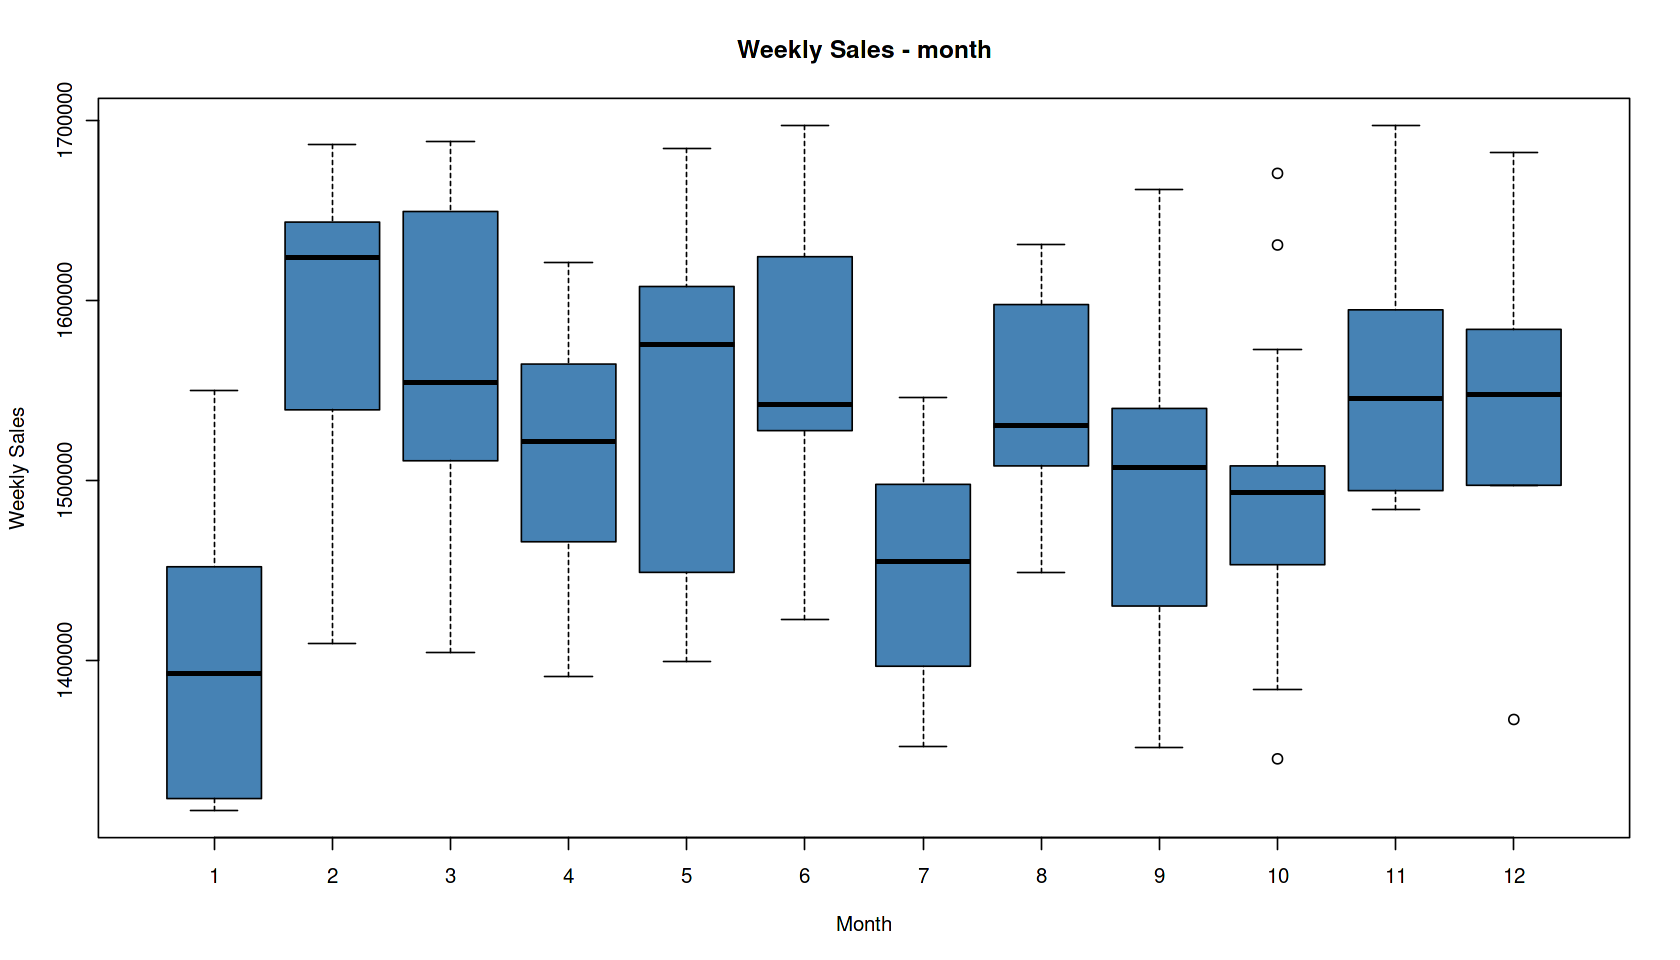 Weekly Sales - month
1700000
1600000
1500000
1400000
Weekly Sales
1 2 3 4 5 6 7 8 9 10 11 12
Month